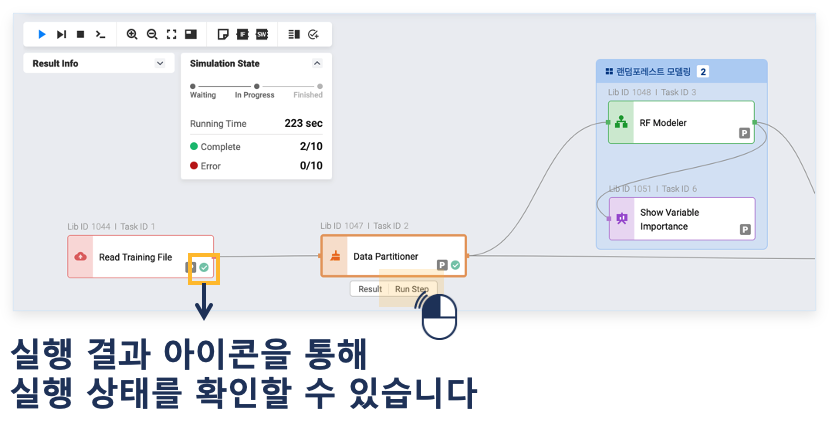 Result Info
Simulation State
Waiting
In Progress
Finished
Running Time
223 sec
Complete
2/10
Error
0/10
IF
SW
랜덤포레스트 모델링 2
Lib ID 1048 | Task ID 3
RF Modeler
P
Lib ID 1051 | Task ID 6
Show Variable
Importance
P
Lib ID 1044 | Task ID 1
Read Training File
P
Lib ID 1047 | Task ID 2
Data Partitioner
P
Result
Run Step
실행 결과 아이콘을 통해
실행 상태를 확인할 수 있습니다